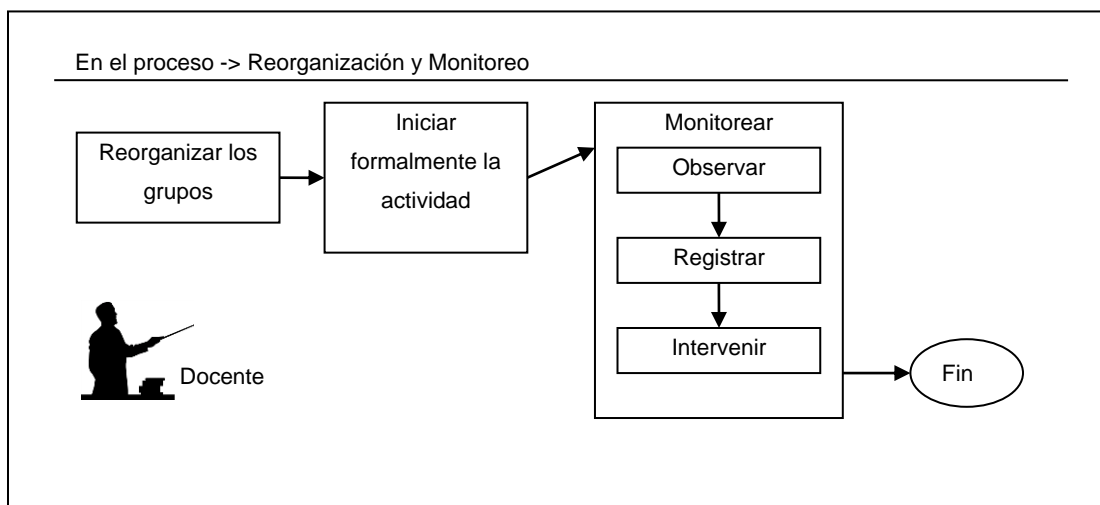 En el proceso -> Reorganización y Monitoreo
Reorganizar los
grupos
Iniciar
formalmente la
actividad
Monitorear
Observar
Registrar
Intervenir
Docente
Fin